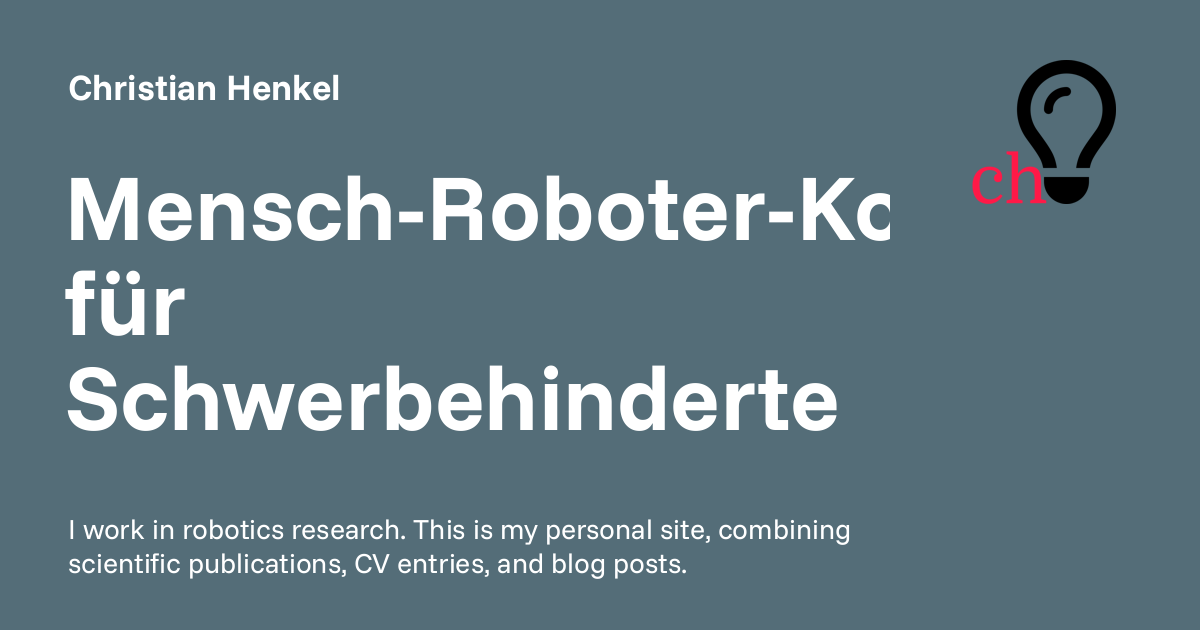 Christian Henkel
ch
Mensch-Roboter-Ko
für
Schwerbehinderte
I work in robotics research. This is my personal site, combining
scientific publications, CV entries, and blog posts.